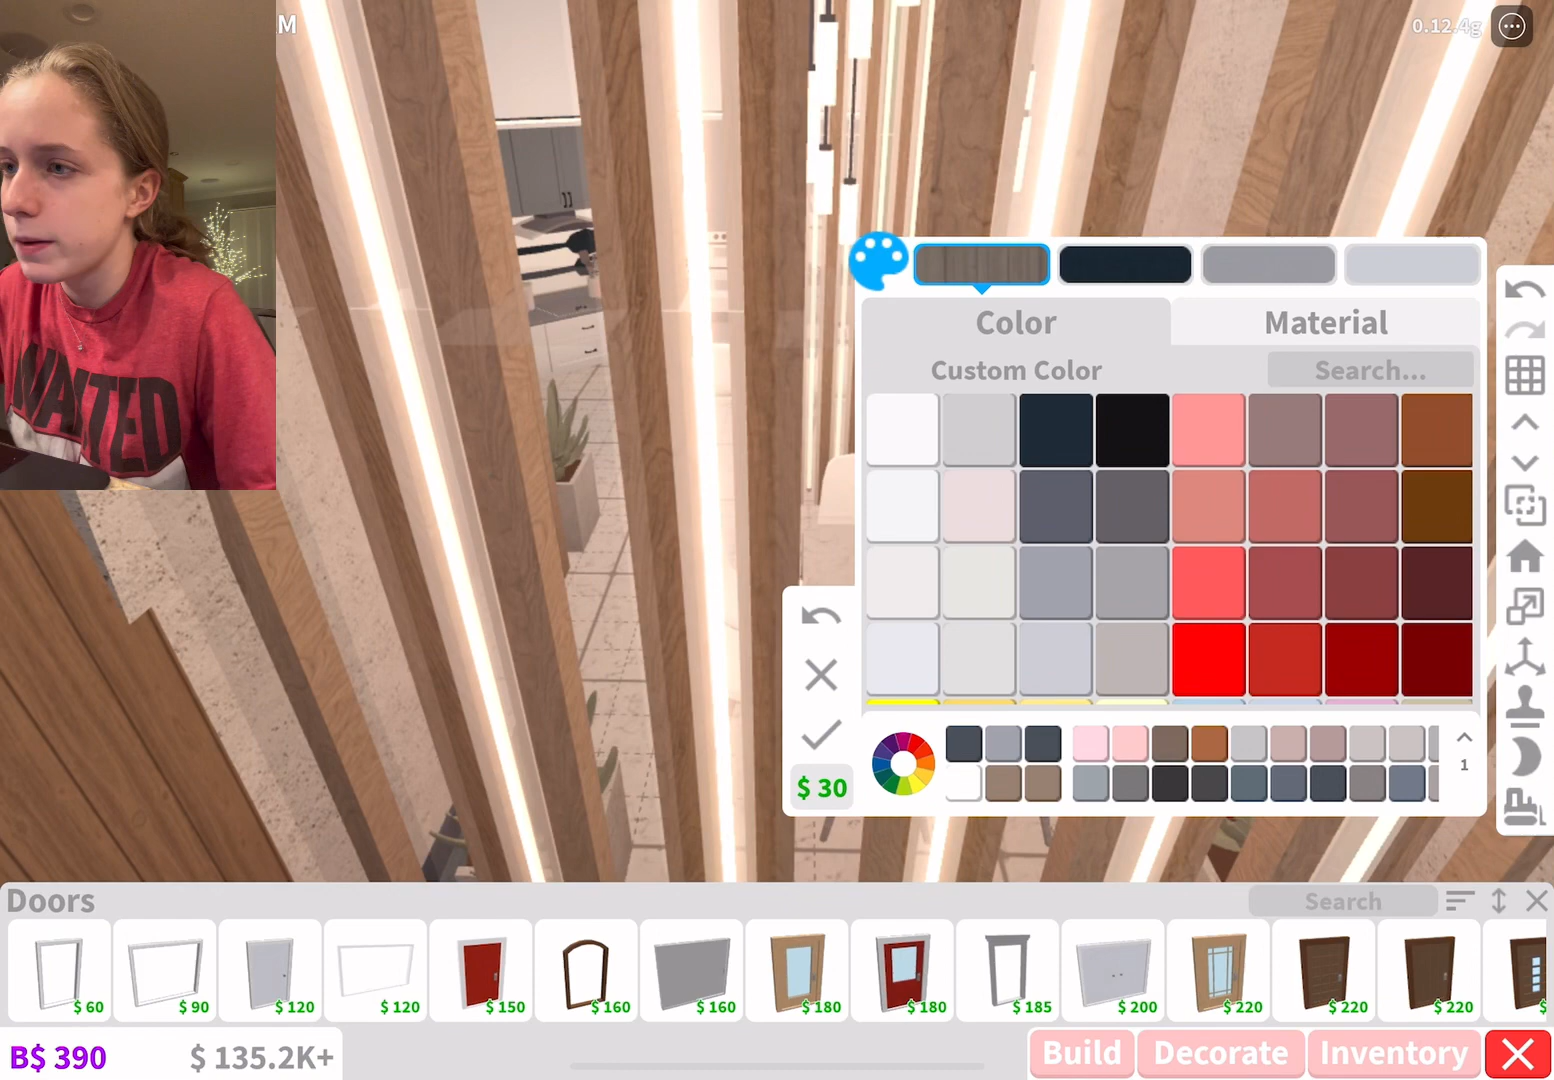 M
0.12.4g
WANTED
Color
Material
Custom Color
Search...
$ 30
1
Doors
Search
$ 60
$ 90
$ 120
$ 120
$ 150
$ 160
$ 160
$ 180
$ 180
$ 185
$ 200
$ 220
$ 220
$ 220
$
B$ 390
$ 135.2K+
Build
Decorate
Inventory